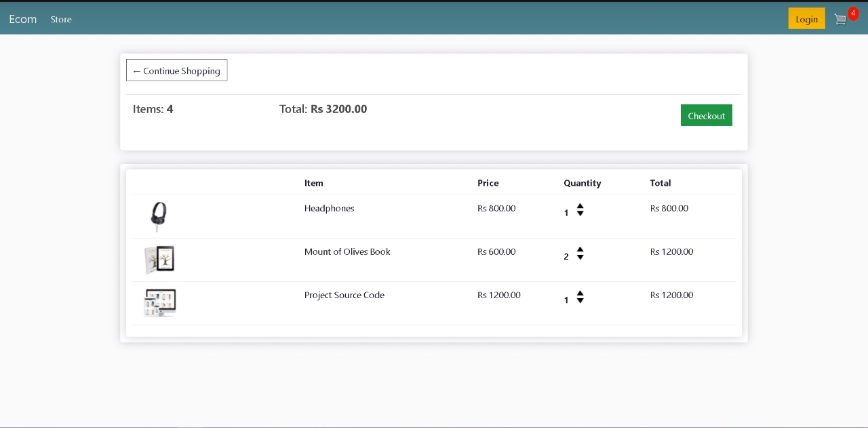 Ecom Store Login 4
← Continue Shopping
Items: 4 Total: Rs 3200.00 Checkout
Item Price Quantity Total
Headphones Rs 800.00 1 Rs 800.00
Mount of Olives Book Rs 600.00 2 Rs 1200.00
Project Source Code Rs 1200.00 1 Rs 1200.00